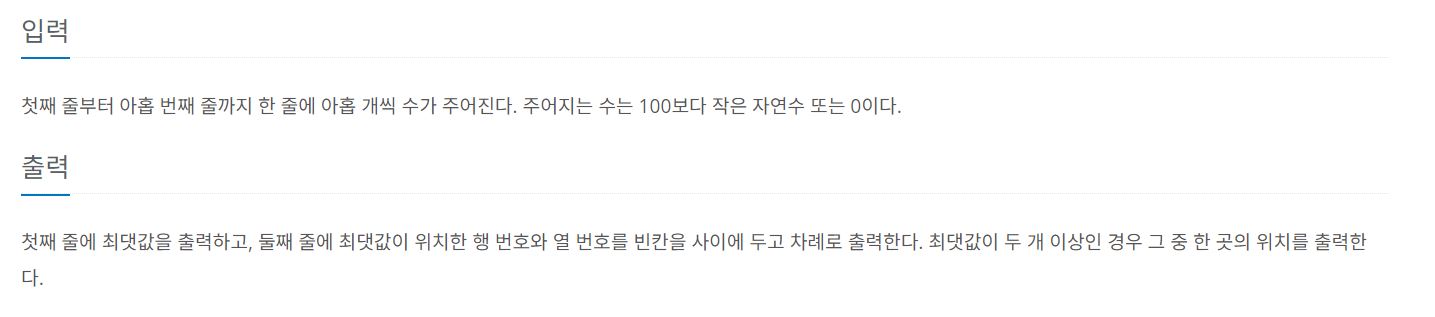 입력
첫째 줄부터 아홉 번째 줄까지 한 줄에 아홉 개씩 수가 주어진다. 주어지는 수는 100보다 작은 자연수 또는 0이다.
출력
첫째 줄에 최댓값을 출력하고, 둘째 줄에 최댓값이 위치한 행 번호와 열 번호를 빈칸을 사이에 두고 차례로 출력한다. 최댓값이 두 개 이상인 경우 그 중 한 곳의 위치를 출력한
다.